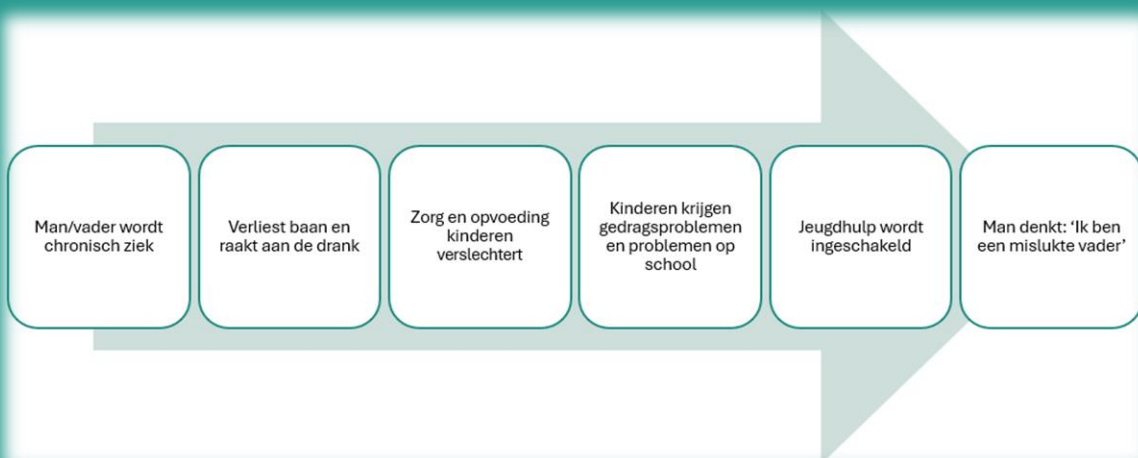 Man/vader wordt
chronisch ziek
Verliest baan en
raakt aan de drank
Zorg en opvoeding
kinderen
verslechtert
Kinderen krijgen
gedragsproblemen
en problemen op
school
Jeugdhulp wordt
ingeschakeld
Man denkt: ‘Ik ben
een mislukte vader’